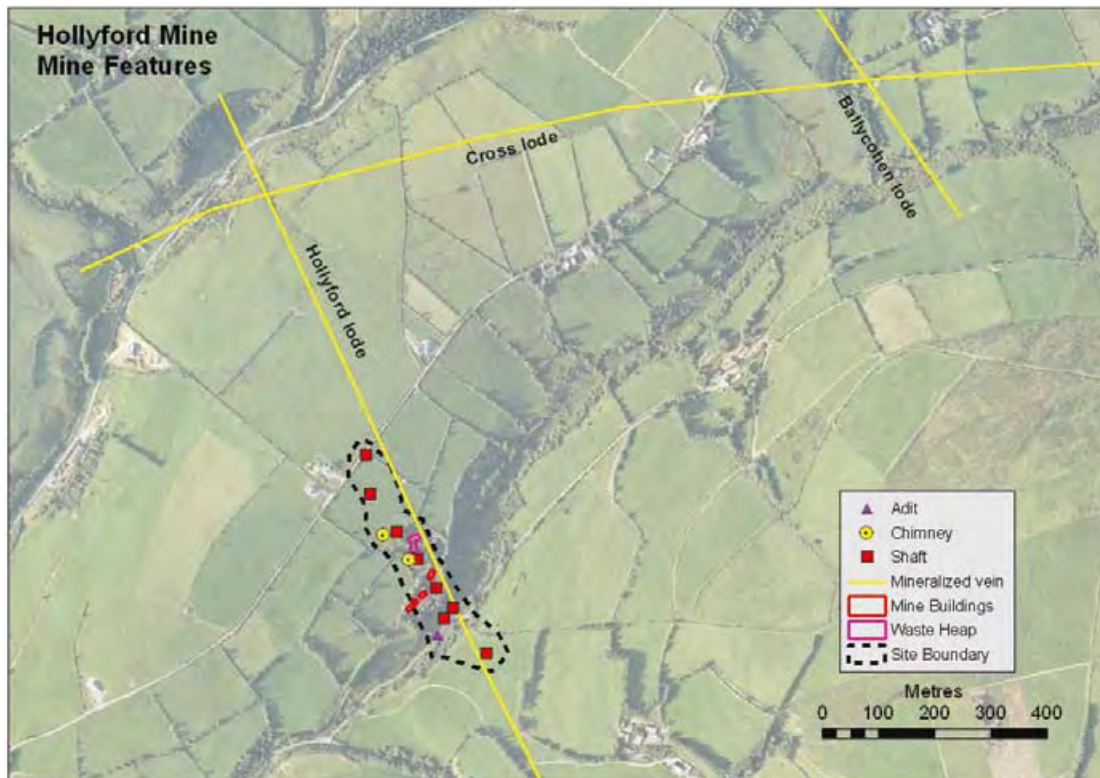 Hollyford Mine
Mine Features
Cross lode
Ballycohen lode
Hollyford lode
Adit
Chimney
Shaft
Mineralized vein
Mine Buildings
Waste Heap
Site Boundary
Metres
0 100 200 300 400